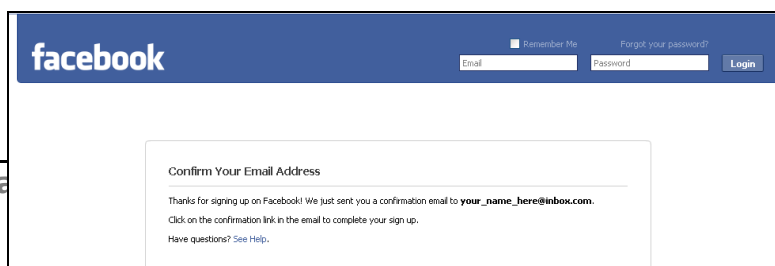 facebook
Remember Me Forgot your password?
Email Password Login
Confirm Your Email Address
Thanks for signing up on Facebook! We just sent you a confirmation email to your_name_here@inbox.com.
Click on the confirmation link in the email to complete your sign up.
Have questions? See Help.